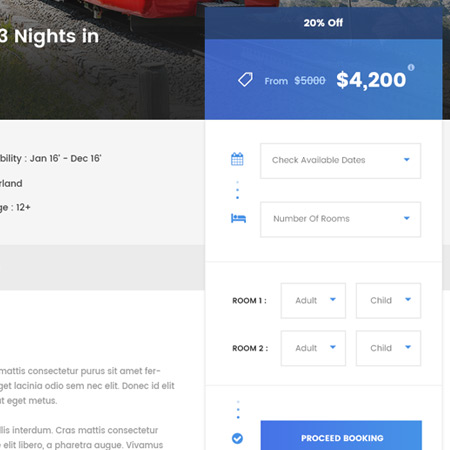 3 Nights in
20% Off
From $5000 $4,200
bility : Jan 16' - Dec 16'
rland
ge : 12+
Check Available Dates
Number Of Rooms
ROOM 1 : Adult Child
ROOM 2 : Adult Child
PROCEED BOOKING
mattis consectetur purus sit amet fer-
get lacinia odio sem nec elit. Donec id elit
ut eget metus.
llis interdum. Cras mattis consectetur
e elit libero, a pharetra augue. Vivamus